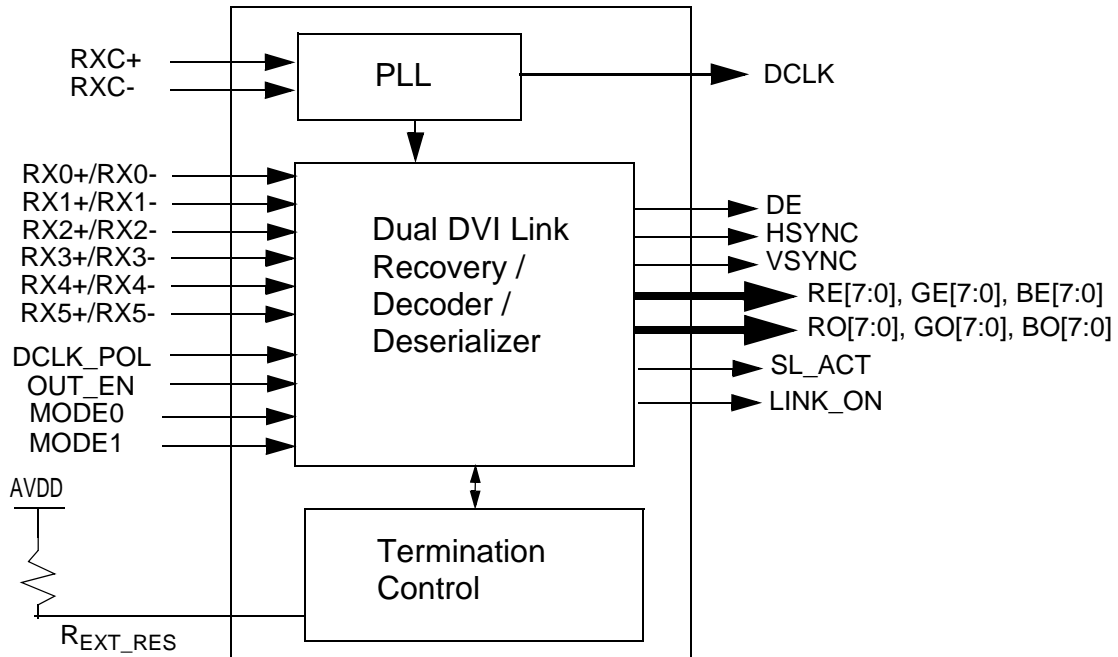 RXC+
RXC-
PLL
DCLK
RX0+/RX0-
RX1+/RX1-
RX2+/RX2-
RX3+/RX3-
RX4+/RX4-
RX5+/RX5-
DCLK_POL
OUT_EN
MODE0
MODE1
Dual DVI Link
Recovery /
Decoder /
Deserializer
DE
HSYNC
VSYNC
RE[7:0], GE[7:0], BE[7:0]
RO[7:0], GO[7:0], BO[7:0]
SL_ACT
LINK_ON
AVDD
REXT_RES
Termination
Control